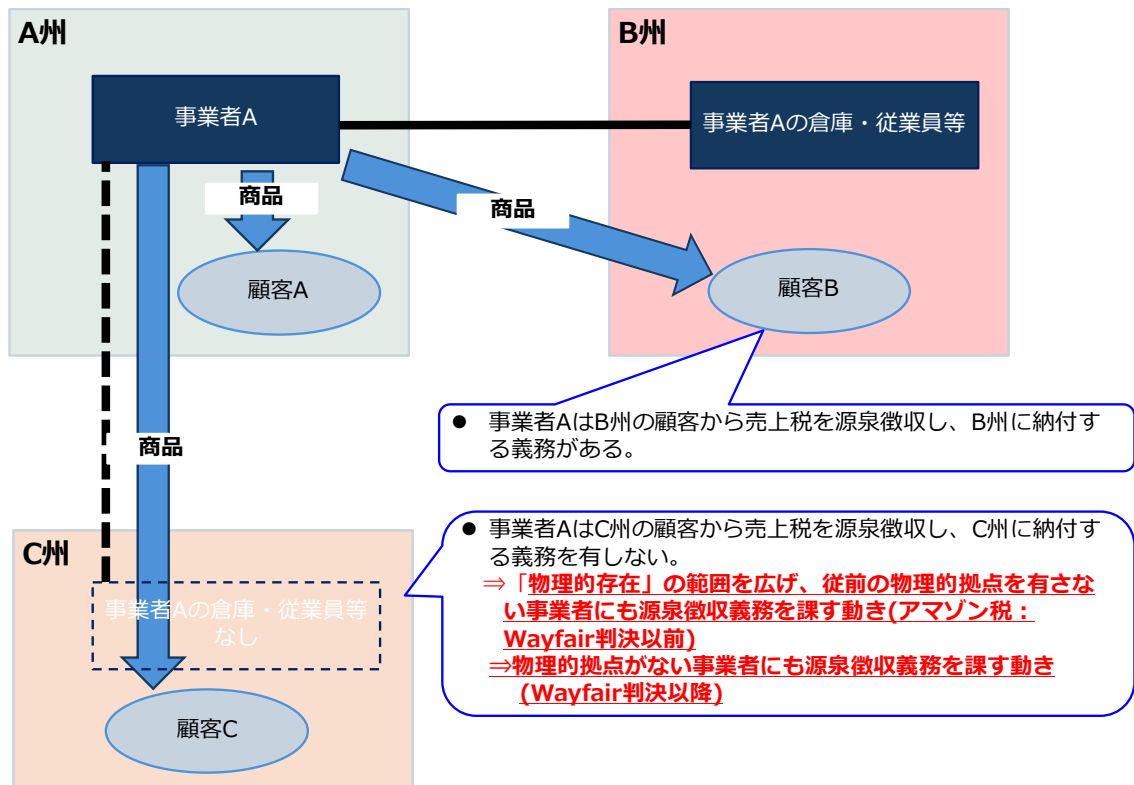 A州
B州
事業者A
事業者Aの倉庫・従業員等
商品
商品
顧客A
顧客B
● 事業者AはB州の顧客から売上税を源泉徴収し、B州に納付す
る義務がある。
商品
C州
事業者Aの倉庫・従業員等
なし
顧客C
● 事業者AはC州の顧客から売上税を源泉徴収し、C州に納付す
る義務を有しない。
⇒「物理的存在」の範囲を広げ、従前の物理的拠点を有さな
い事業者にも源泉徴収義務を課す動き(アマゾン税：
Wayfair判決以前)
⇒物理的拠点がない事業者にも源泉徴収義務を課す動き
(Wayfair判決以降)